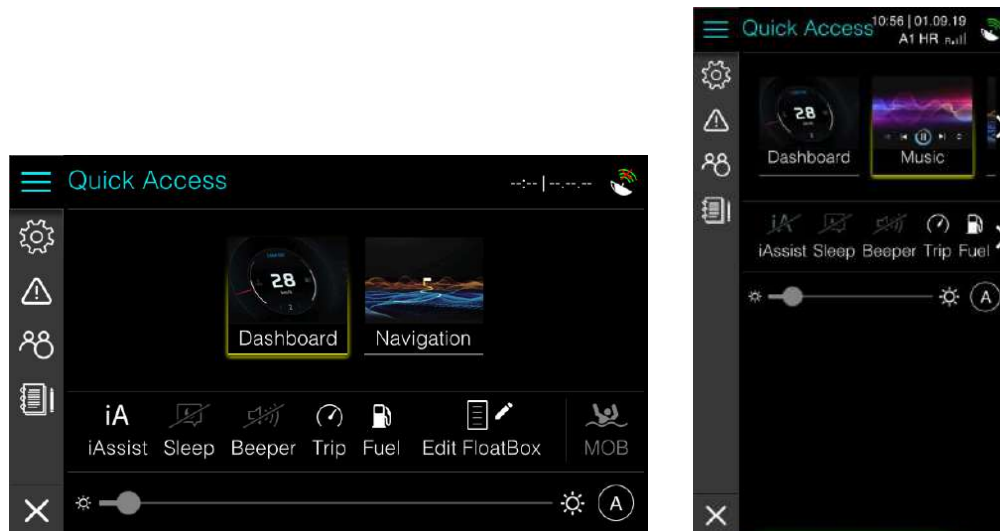 Quick Access
--:-- | --.--.--
28
Dashboard
Navigation
iA
iAssist Sleep Beeper Trip Fuel Edit FloatBox MOB
A
Quick Access
10:56 | 01.09.19
A1 HR
28
Dashboard
Music
iA
iAssist Sleep Beeper Trip Fuel
A